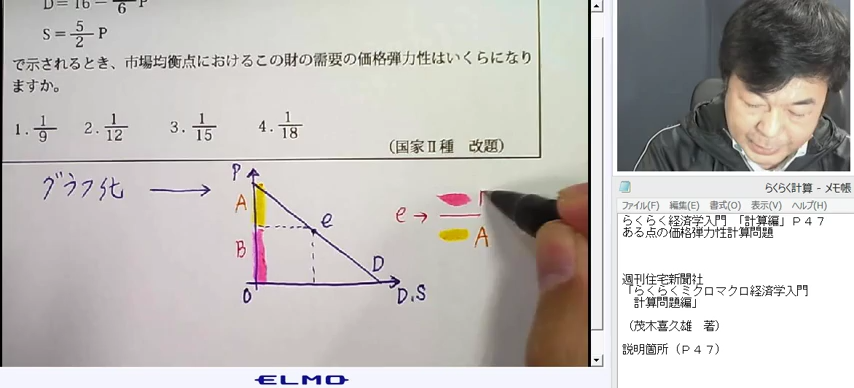 D＝16－ 6 P
S＝5/2 P
で示されるとき、市場均衡点におけるこの財の需要の価格弾力性はいくらになり
ますか。
1. 1/9 2. 1/12 3. 1/15 4. 1/18
（国家Ⅱ種 改題）
グラフ化 →
P
A
B
e
D
0
D.S
e →
A
ELMO
らくらく計算 - メモ帳
ファイル(F) 編集(E) 書式(O) 表示(V) ヘルプ(H)
らくらく経済学入門 「計算編」Ｐ４７
ある点の価格弾力性計算問題
週刊住宅新聞社
「らくらくミクロマクロ経済学入門
計算問題編」
（茂木喜久雄 著）
説明箇所（Ｐ４７）